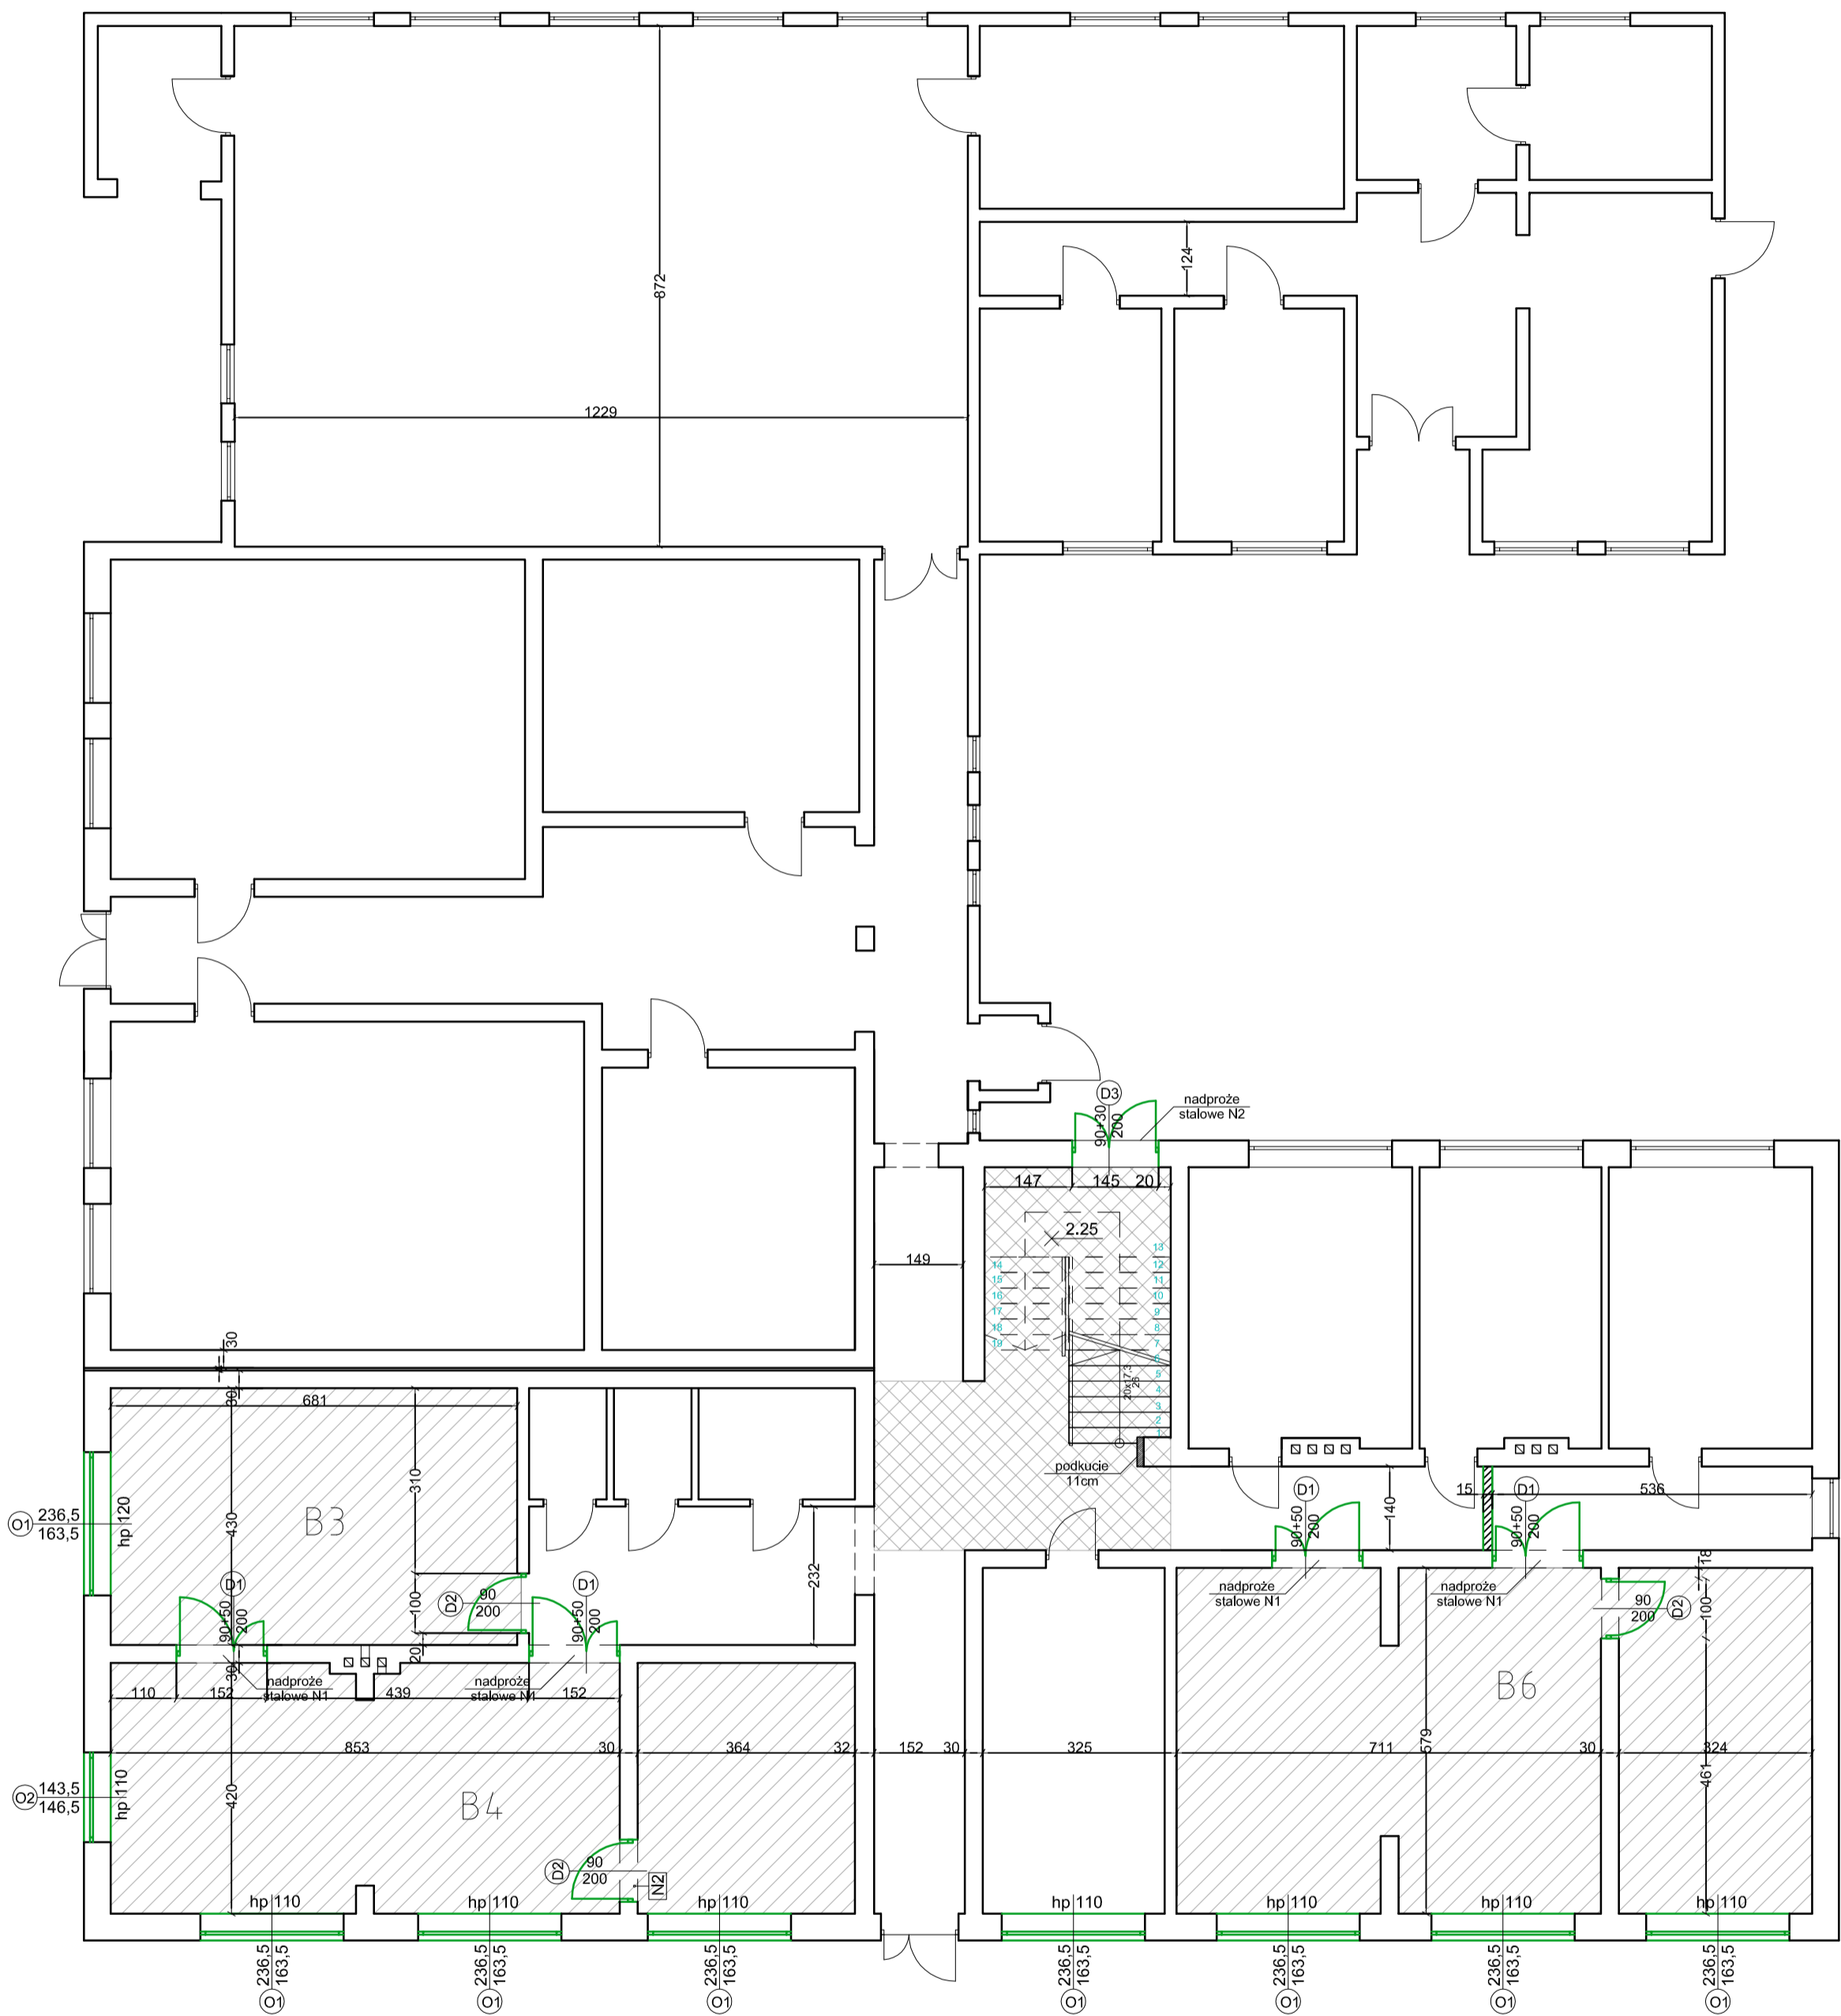 872
124
1229
D3
90+30
200
nadproże
stalowe N2
147
145
20
2.25
149
13
14
12
15
11
16
10
17
9
18
8
19
7
6
5
4
3
2
1
20x17,3
podkucie
11cm
30
30
681
310
430
B3
O1
236,5
163,5
hp 120
D1
90+50
200
D2
90
200
100
D1
90+50
200
232
20
30
nadproże
stalowe N1
nadproże
stalowe N1
110
152
439
152
853
30
364
32
152
30
325
711
30
324
O2
143,5
146,5
hp 110
420
B4
D2
90
200
N2
140
D1
90+50
200
15
D1
90+50
200
536
nadproże
stalowe N1
nadproże
stalowe N1
18
100
90
200
D2
B6
579
461
hp 110
hp 110
hp 110
hp 110
hp 110
hp 110
hp 110
236,5
163,5
O1
236,5
163,5
O1
236,5
163,5
O1
236,5
163,5
O1
236,5
163,5
O1
236,5
163,5
O1
236,5
163,5
O1